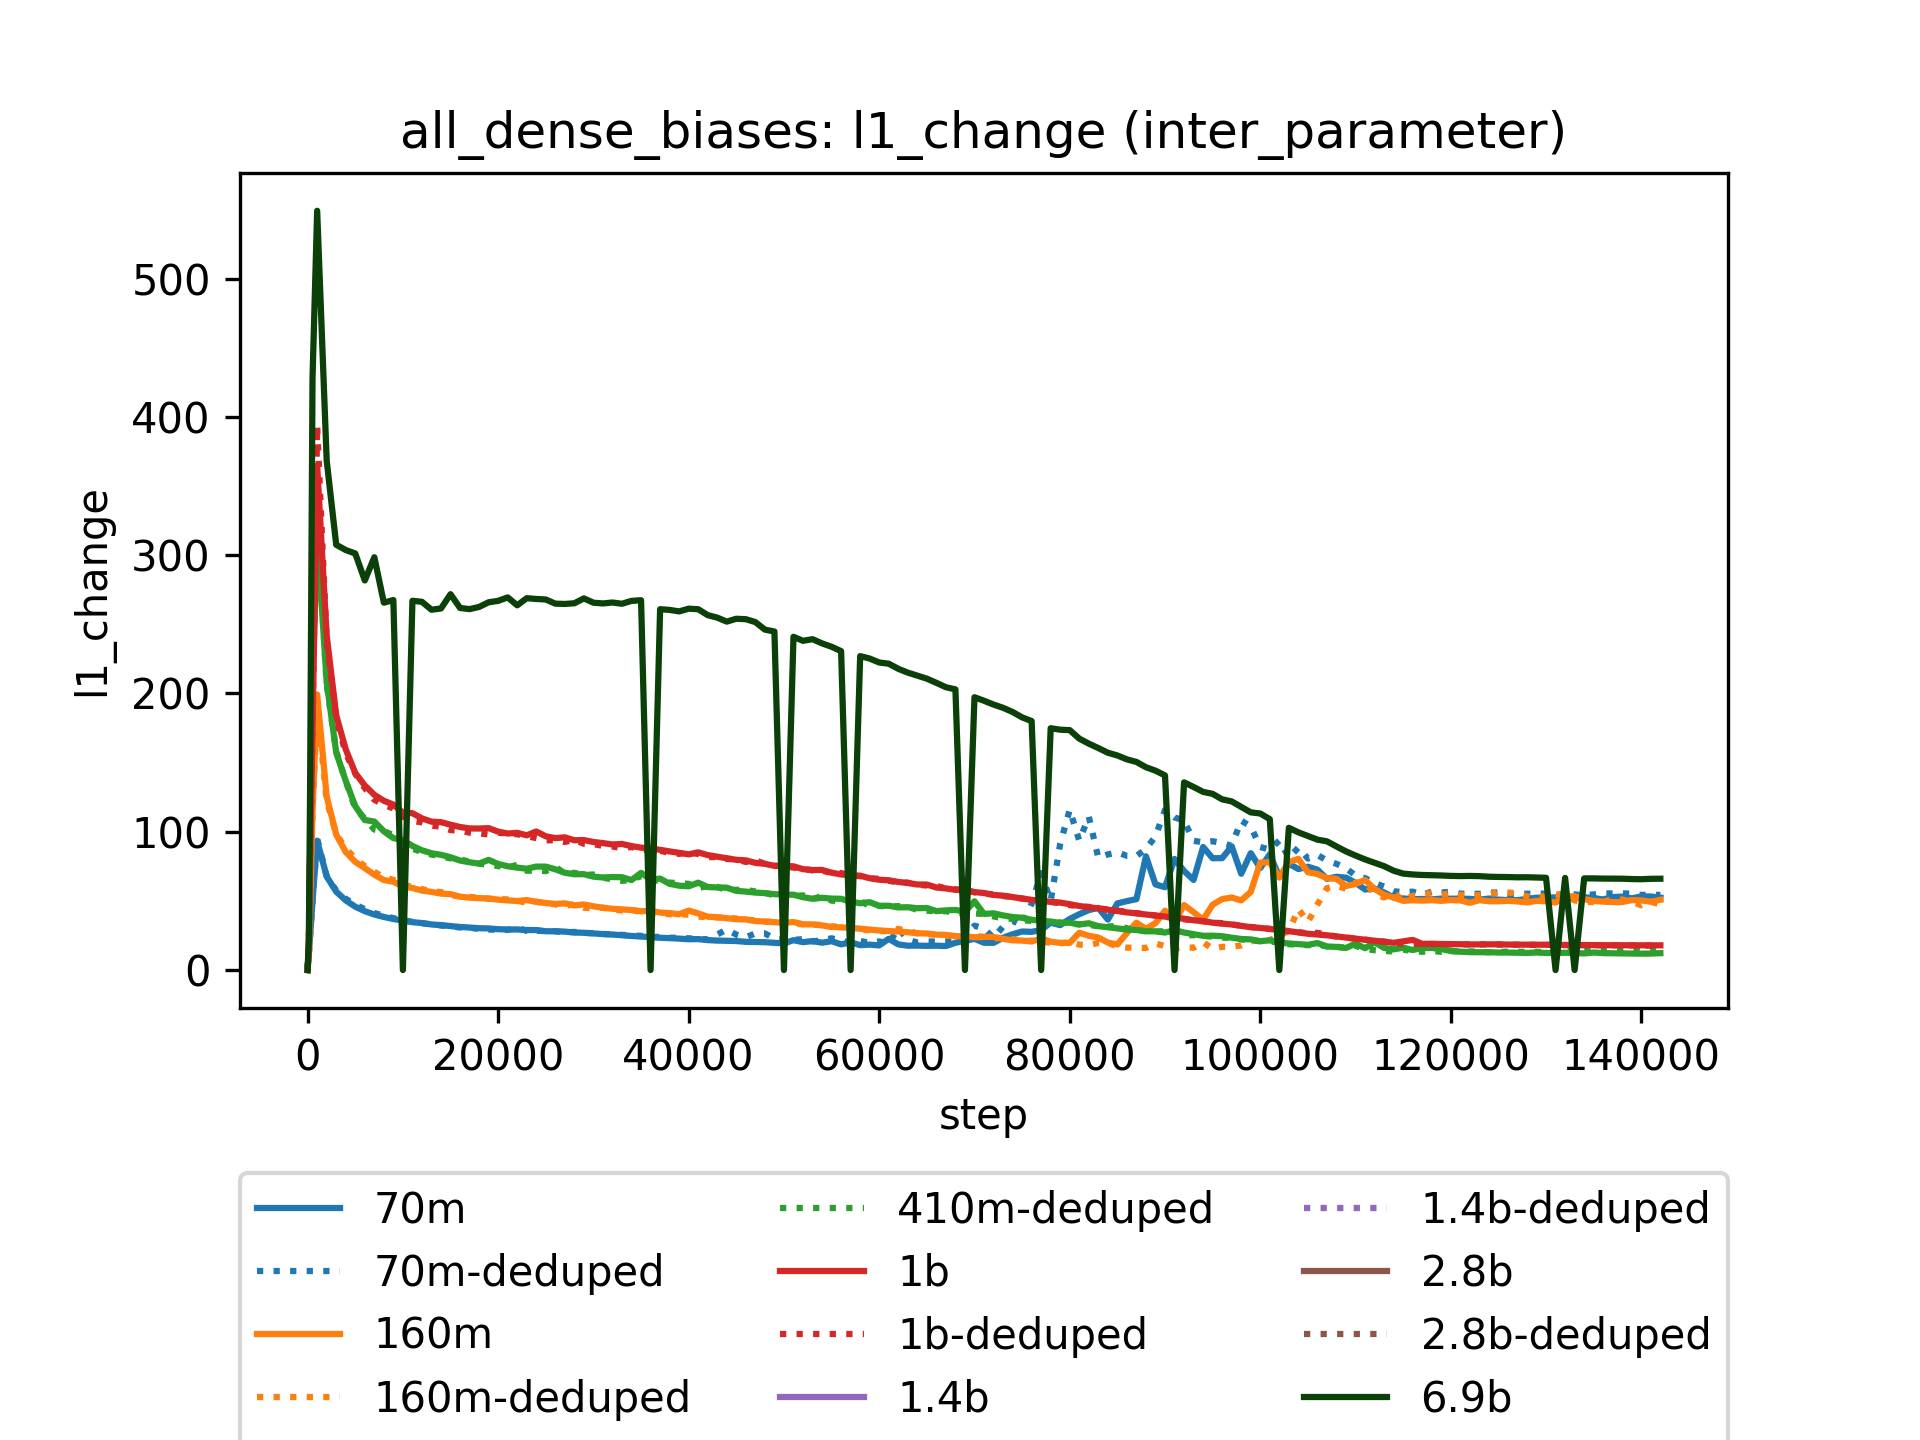 all_dense_biases: l1_change (inter_parameter)
l1_change
500
400
300
200
100
0
0 20000 40000 60000 80000 100000 120000 140000
step
70m
70m-deduped
160m
160m-deduped
410m-deduped
1b
1b-deduped
1.4b
1.4b-deduped
2.8b
2.8b-deduped
6.9b